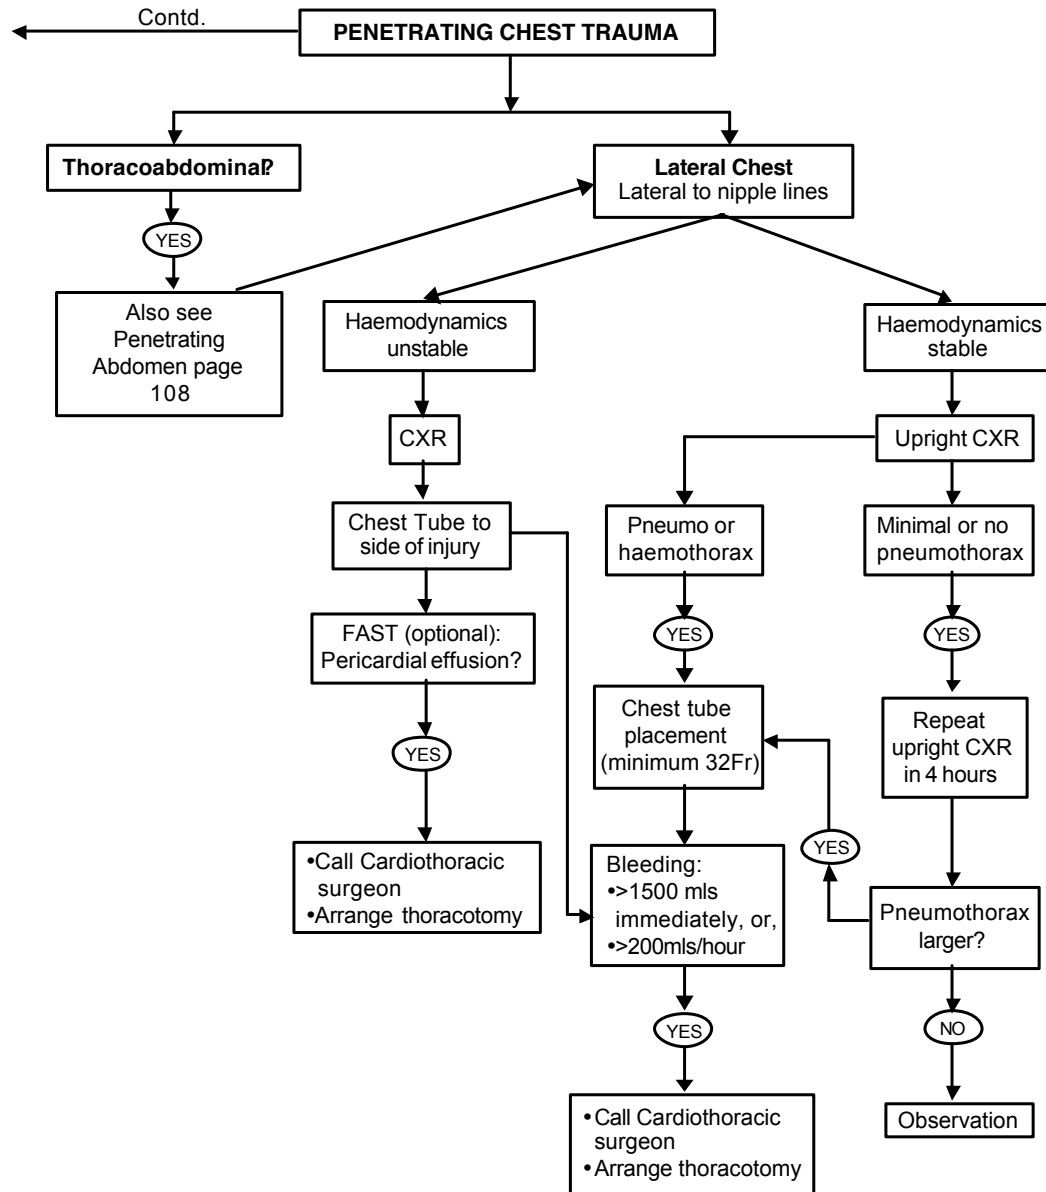 Contd.
PENETRATING CHEST TRAUMA
Thoracoabdominal?
Lateral Chest
Lateral to nipple lines
YES
Also see
Penetrating
Abdomen page
108
Haemodynamics
unstable
Haemodynamics
stable
CXR
Upright CXR
Chest Tube to
side of injury
Pneumo or
haemothorax
Minimal or no
pneumothorax
FAST (optional):
Pericardial effusion?
YES
YES
YES
Chest tube
placement
(minimum 32Fr)
Repeat
upright CXR
in 4 hours
YES
•Call Cardiothoracic
surgeon
•Arrange thoracotomy
Bleeding:
•>1500 mls
immediately, or,
•>200mls/hour
Pneumothorax
larger?
YES
NO
•Call Cardiothoracic
surgeon
•Arrange thoracotomy
Observation